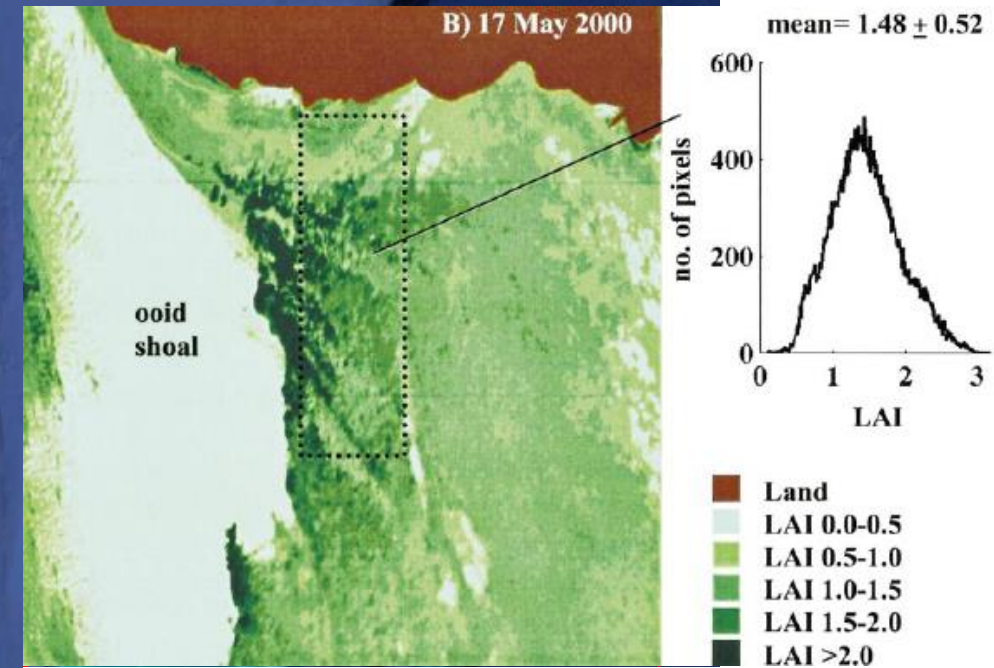 B) 17 May 2000
ooid
shoal
mean= 1.48 ± 0.52
600
400
200
0
no. of pixels
0 1 2 3
LAI
Land
LAI 0.0-0.5
LAI 0.5-1.0
LAI 1.0-1.5
LAI 1.5-2.0
LAI >2.0